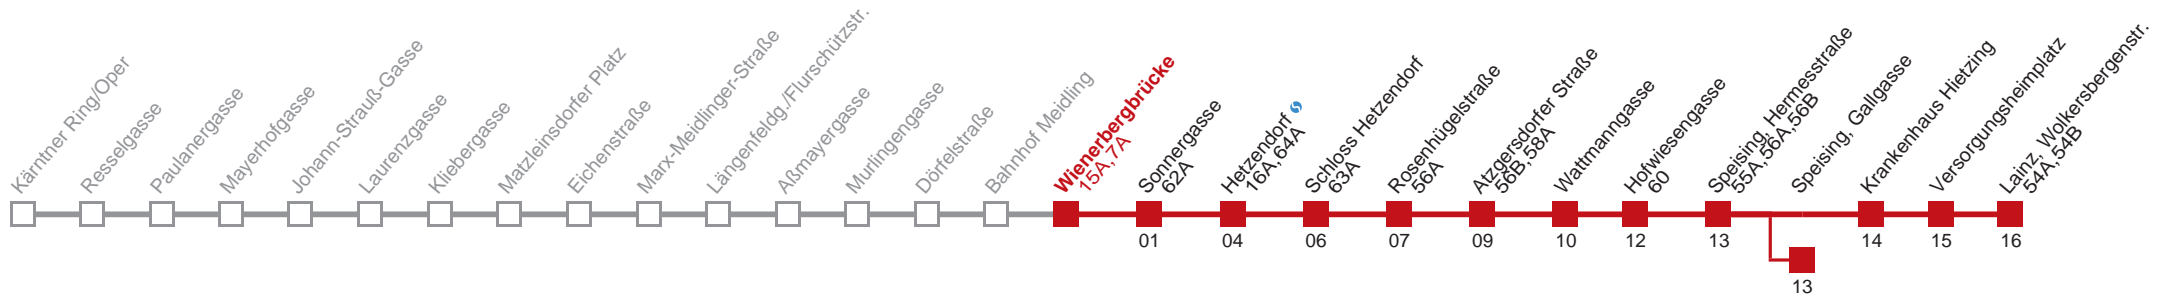 Kärntner Ring/Oper
Resselgasse
Paulanergasse
Mayerhofgasse
Johann-Strauß-Gasse
Laurenzgasse
Kliebergasse
Matzleinsdorfer Platz
Eichenstraße
Marx-Meidlinger-Straße
Längenfeldg./Flurschützstr.
Aßmayergasse
Murlingengasse
Dörfelstraße
Bahnhof Meidling
Wienerbergbrücke
15A,7A
Sonnergasse
62A
Hetzendorf
16A,64A
Schloss Hetzendorf
63A
Rosenhügelstraße
56A
Atzgersdorfer Straße
56B,58A
Wattmanngasse
Hofwiesengasse
60
Speising, Hermesstraße
55A,56A,56B
Speising, Gallgasse
Krankenhaus Hietzing
Versorgungsheimplatz
Lainz, Wolkersbergenstr.
54A,54B
01
04
06
07
09
10
12
13
14
15
16
13